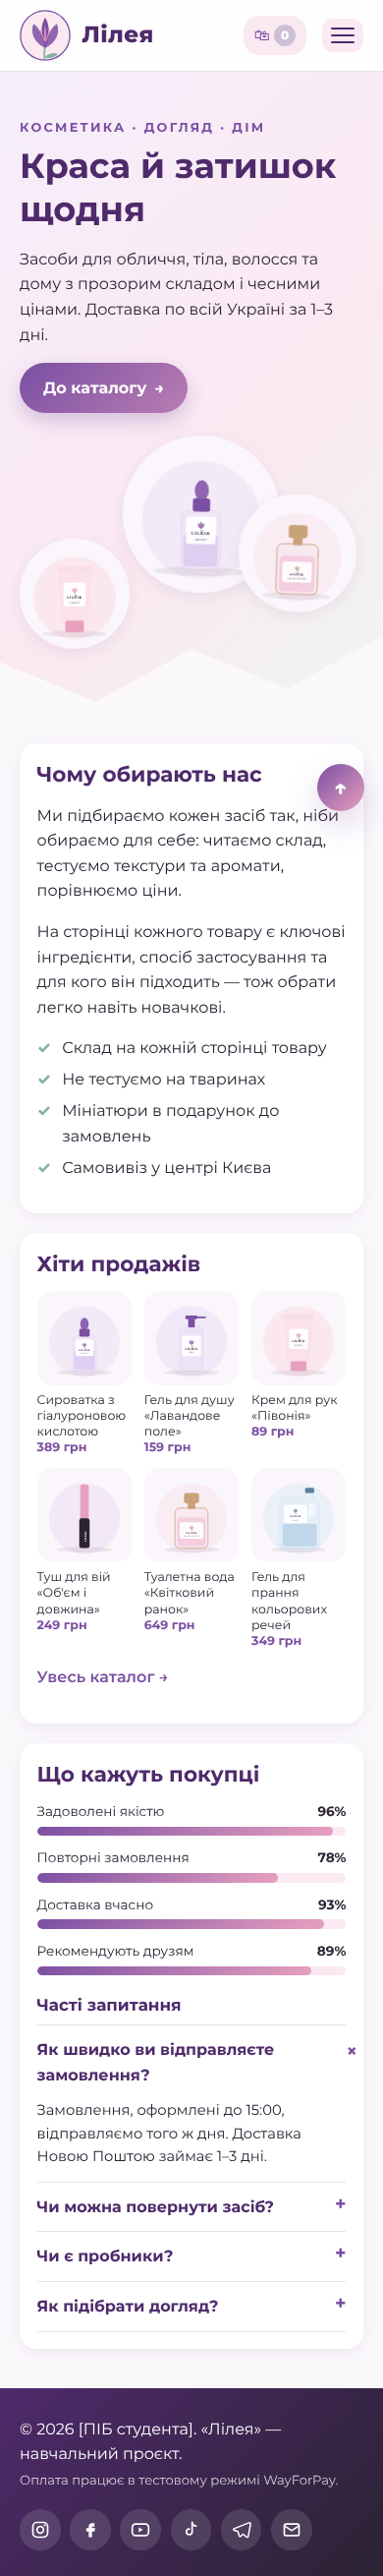 Лілея
0
КОСМЕТИКА · ДОГЛЯД · ДІМ
Краса й затишок
щодня
Засоби для обличчя, тіла, волосся та
дому з прозорим складом і чесними
цінами. Доставка по всій Україні за 1–3
дні.
До каталогу →
Чому обирають нас
Ми підбираємо кожен засіб так, ніби
обираємо для себе: читаємо склад,
тестуємо текстури та аромати,
порівнюємо ціни.
На сторінці кожного товару є ключові
інгредієнти, спосіб застосування та
для кого він підходить — тож обрати
легко навіть новачкові.
✓ Склад на кожній сторінці товару
✓ Не тестуємо на тваринах
✓ Мініатюри в подарунок до
замовлень
✓ Самовивіз у центрі Києва
Хіти продажів
Сироватка з
гіалуроновою
кислотою
389 грн
Гель для душу
«Лавандове
поле»
159 грн
Крем для рук
«Півонія»
89 грн
Туш для вій
«Об'єм і
довжина»
249 грн
Туалетна вода
«Квітковий
ранок»
649 грн
Гель для
прання
кольорових
речей
349 грн
Увесь каталог →
Що кажуть покупці
Задоволені якістю 96%
Повторні замовлення 78%
Доставка вчасно 93%
Рекомендують друзям 89%
Часті запитання
Як швидко ви відправляєте
замовлення?
Замовлення, оформлені до 15:00,
відправляємо того ж дня. Доставка
Новою Поштою займає 1–3 дні.
Чи можна повернути засіб? +
Чи є пробники? +
Як підібрати догляд? +
© 2026 [ПІБ студента]. «Лілея» —
навчальний проєкт.
Оплата працює в тестовому режимі WayForPay.